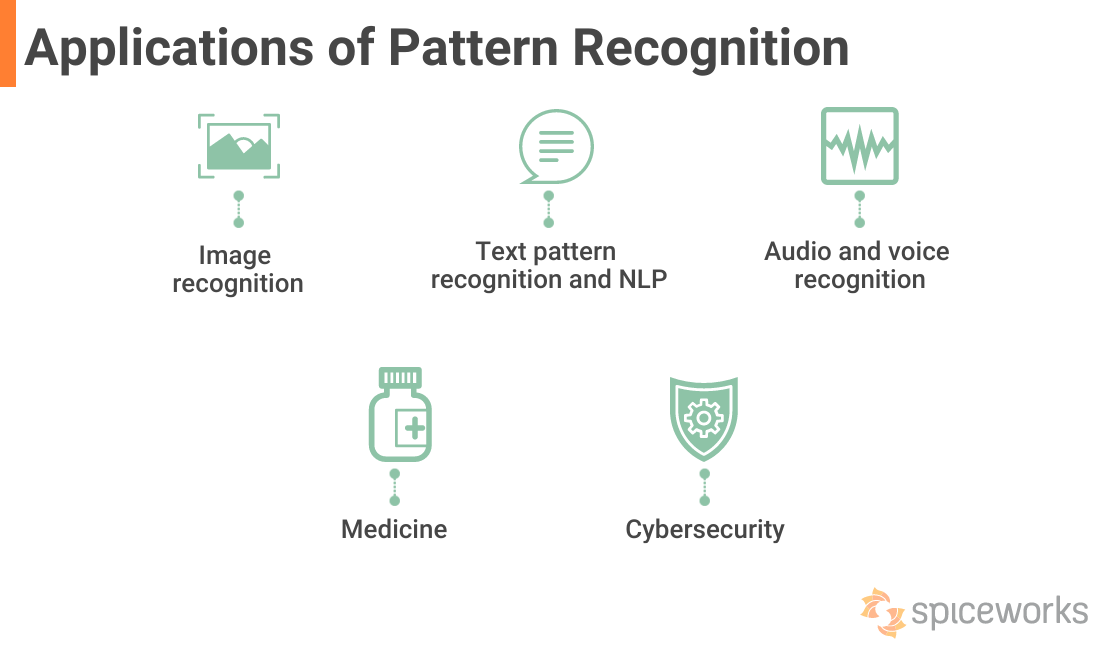 Applications of Pattern Recognition
Image
recognition
Text pattern
recognition and NLP
Audio and voice
recognition
Medicine
Cybersecurity
spiceworks